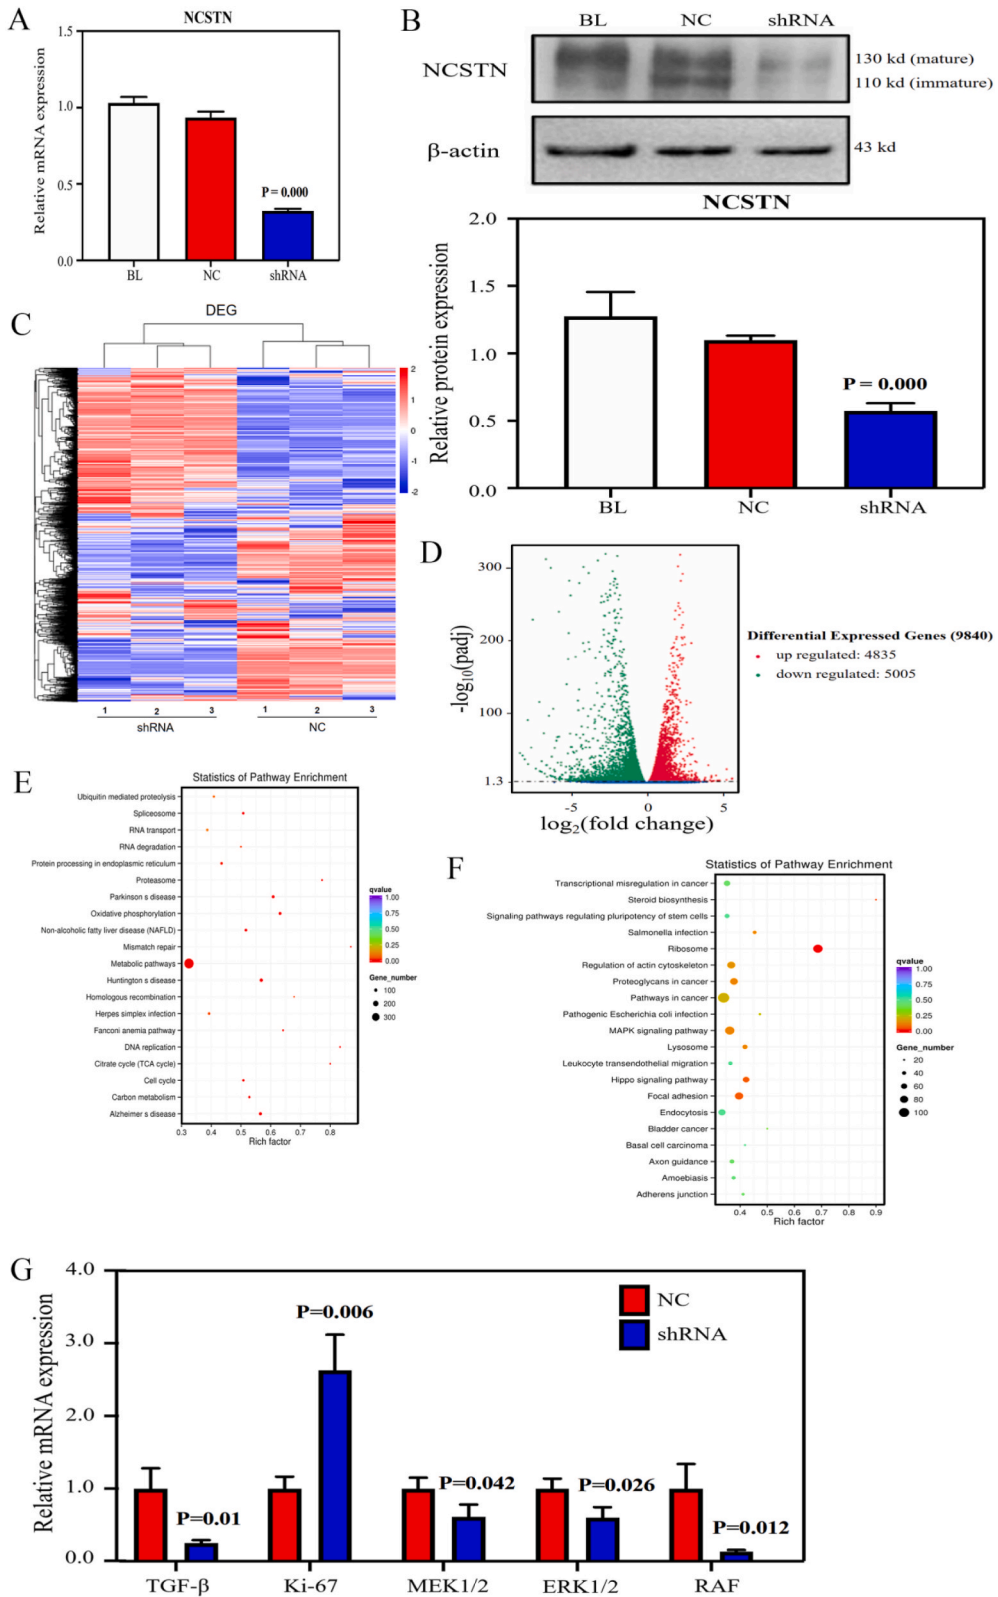 A
NCSTN
Relative mRNA expression
1.5
1.0
0.5
0.0
P = 0.000
BL NC shRNA
B
BL NC shRNA
NCSTN
130 kd (mature)
110 kd (immature)
β-actin
43 kd
NCSTN
Relative protein expression
2.0
1.5
1.0
0.5
0.0
P = 0.000
BL NC shRNA
C
DEG
2
1
0
-1
-2
1 2 3 1 2 3
shRNA NC
D
-log10(padj)
300
200
100
1.3
-5 0 5
log2(fold change)
Differential Expressed Genes (9840)
up regulated: 4835
down regulated: 5005
E
Statistics of Pathway Enrichment
Ubiquitin mediated proteolysis
Spliceosome
RNA transport
RNA degradation
Protein processing in endoplasmic reticulum
Proteasome
Parkinson s disease
Oxidative phosphorylation
Non-alcoholic fatty liver disease (NAFLD)
Mismatch repair
Metabolic pathways
Huntington s disease
Homologous recombination
Herpes simplex infection
Fanconi anemia pathway
DNA replication
Citrate cycle (TCA cycle)
Cell cycle
Carbon metabolism
Alzheimer s disease
0.3 0.4 0.5 0.6 0.7 0.8
Rich factor
qvalue
1.00
0.75
0.50
0.25
0.00
Gene_number
100
200
300
F
Statistics of Pathway Enrichment
Transcriptional misregulation in cancer
Steroid biosynthesis
Signaling pathways regulating pluripotency of stem cells
Salmonella infection
Ribosome
Regulation of actin cytoskeleton
Proteoglycans in cancer
Pathways in cancer
Pathogenic Escherichia coli infection
MAPK signaling pathway
Lysosome
Leukocyte transendothelial migration
Hippo signaling pathway
Focal adhesion
Endocytosis
Bladder cancer
Basal cell carcinoma
Axon guidance
Amoebiasis
Adherens junction
0.4 0.5 0.6 0.7 0.8 0.9
Rich factor
qvalue
1.00
0.75
0.50
0.25
0.00
Gene_number
20
40
60
80
100
G
Relative mRNA expression
4.0
3.0
2.0
1.0
0.0
NC
shRNA
P=0.01
P=0.006
P=0.042
P=0.026
P=0.012
TGF-β Ki-67 MEK1/2 ERK1/2 RAF